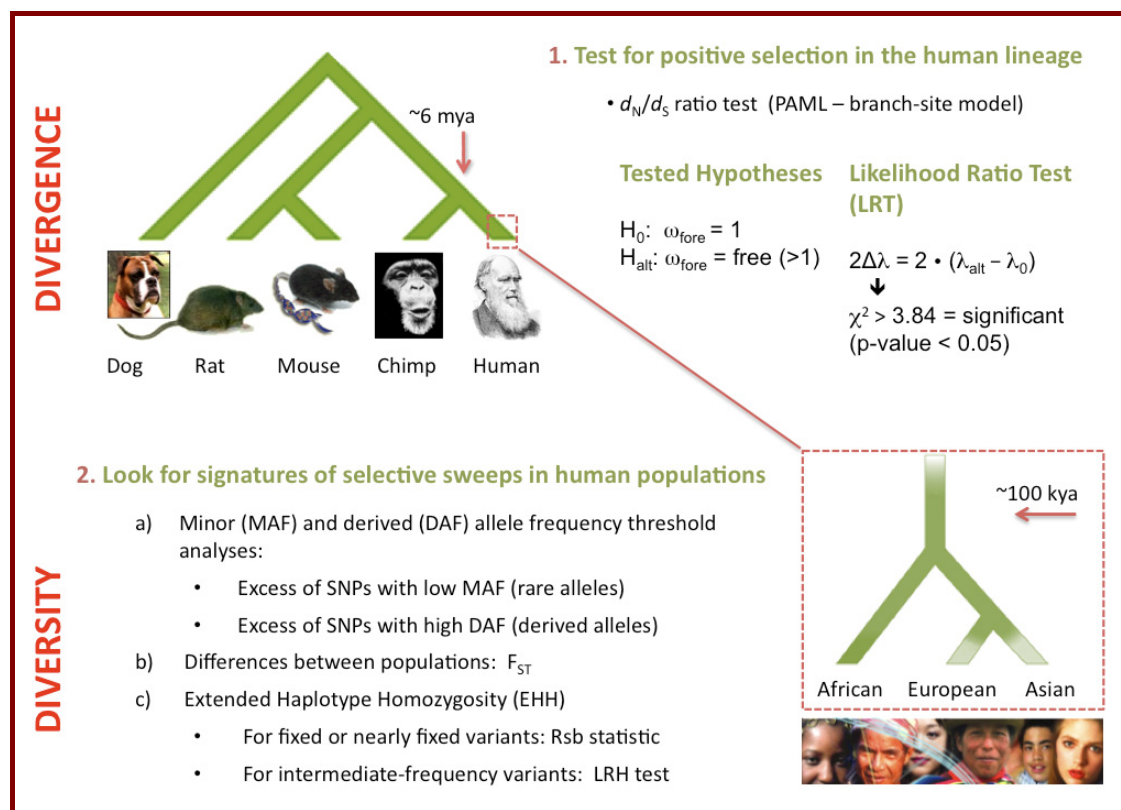 DIVERGENCE
1. Test for positive selection in the human lineage
• dN/dS ratio test (PAML – branch-site model)
~6 mya
Tested Hypotheses
H0: ωfore = 1
Halt: ωfore = free (>1)
Likelihood Ratio Test
(LRT)
2Δλ = 2 • (λalt – λ0)
χ² > 3.84 = significant
(p-value < 0.05)
Dog Rat Mouse Chimp Human
DIVERSITY
2. Look for signatures of selective sweeps in human populations
a) Minor (MAF) and derived (DAF) allele frequency threshold
analyses:
• Excess of SNPs with low MAF (rare alleles)
• Excess of SNPs with high DAF (derived alleles)
b) Differences between populations: FST
c) Extended Haplotype Homozygosity (EHH)
• For fixed or nearly fixed variants: Rsb statistic
• For intermediate-frequency variants: LRH test
~100 kya
African European Asian